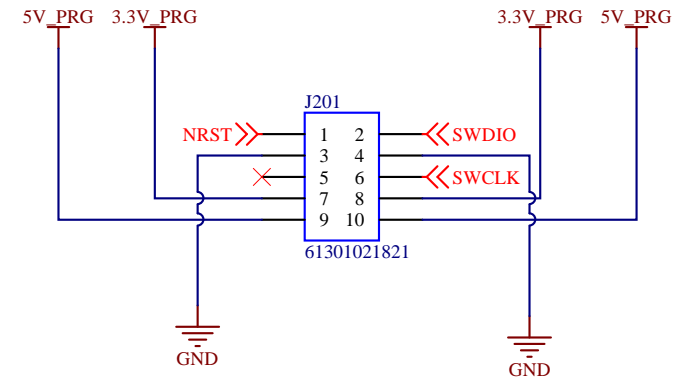 5V_PRG 3.3V_PRG 3.3V_PRG 5V_PRG
J201
NRST 1 2 SWDIO
3 4
5 6 SWCLK
7 8
9 10
61301021821
GND
GND